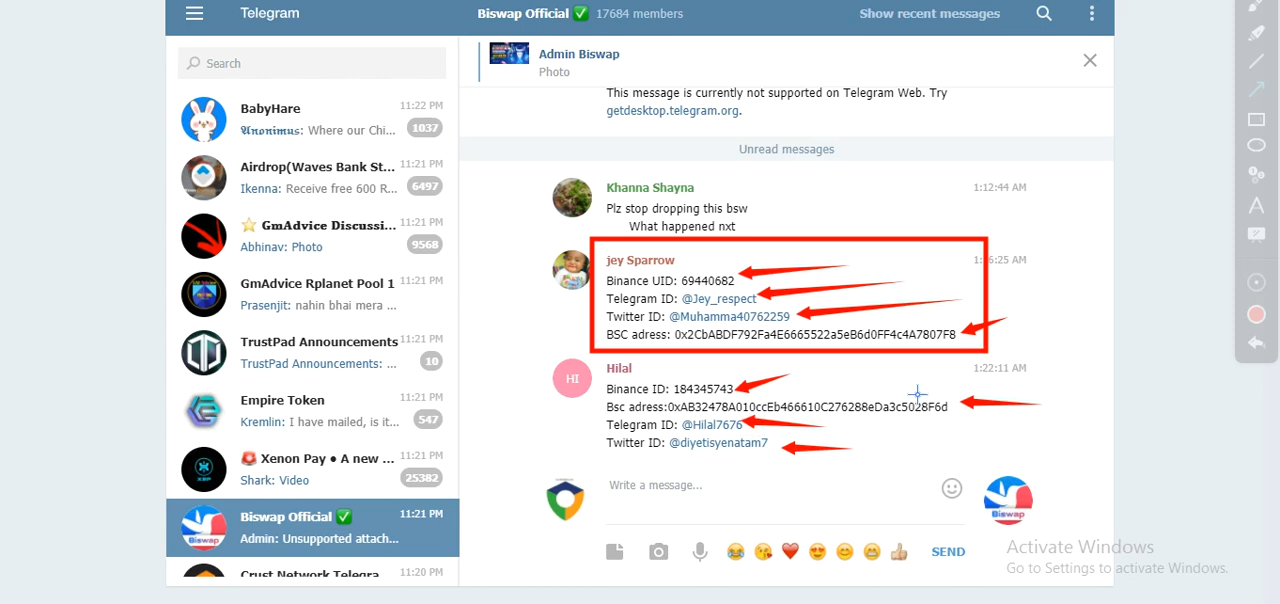 Telegram
Biswap Official ✅ 17684 members
Show recent messages
Search
BabyHare 11:22 PM
𝕬𝖓𝖔𝖓𝖎𝖒𝖚𝖘: Where our Chi... 1037
Airdrop(Waves Bank St... 11:21 PM
Ikenna: Receive free 600 R... 6497
⭐ GmAdvice Discussi... 11:21 PM
Abhinav: Photo 9568
GmAdvice Rplanet Pool 1 11:21 PM
Prasenjit: nahin bhai mera ...
TrustPad Announcements 11:21 PM
TrustPad Announcements: ... 10
Empire Token 11:21 PM
Kremlin: I have mailed, is it... 547
🚨 Xenon Pay • A new ... 11:21 PM
Shark: Video 25382
Biswap Official ✅ 11:21 PM
Admin: Unsupported attach...
Crust Network Telegra 11:20 PM
Admin Biswap
Photo
This message is currently not supported on Telegram Web. Try
getdesktop.telegram.org.
Unread messages
Khanna Shayna 1:12:44 AM
Plz stop dropping this bsw
What happened nxt
jey Sparrow
Binance UID: 69440682
Telegram ID: @Jey_respect
Twitter ID: @Muhamma40762259
BSC adress: 0x2CbABDF792Fa4E6665522a5eB6d0FF4c4A7807F8
HI
Hilal 1:22:11 AM
Binance ID: 184345743
Bsc adress:0xAB32478A010ccEb466610C276288eDa3c5028F6d
Telegram ID: @Hilal7676
Twitter ID: @diyetisyenatam7
Write a message...
Biswap
SEND
Activate Windows
Go to Settings to activate Windows.